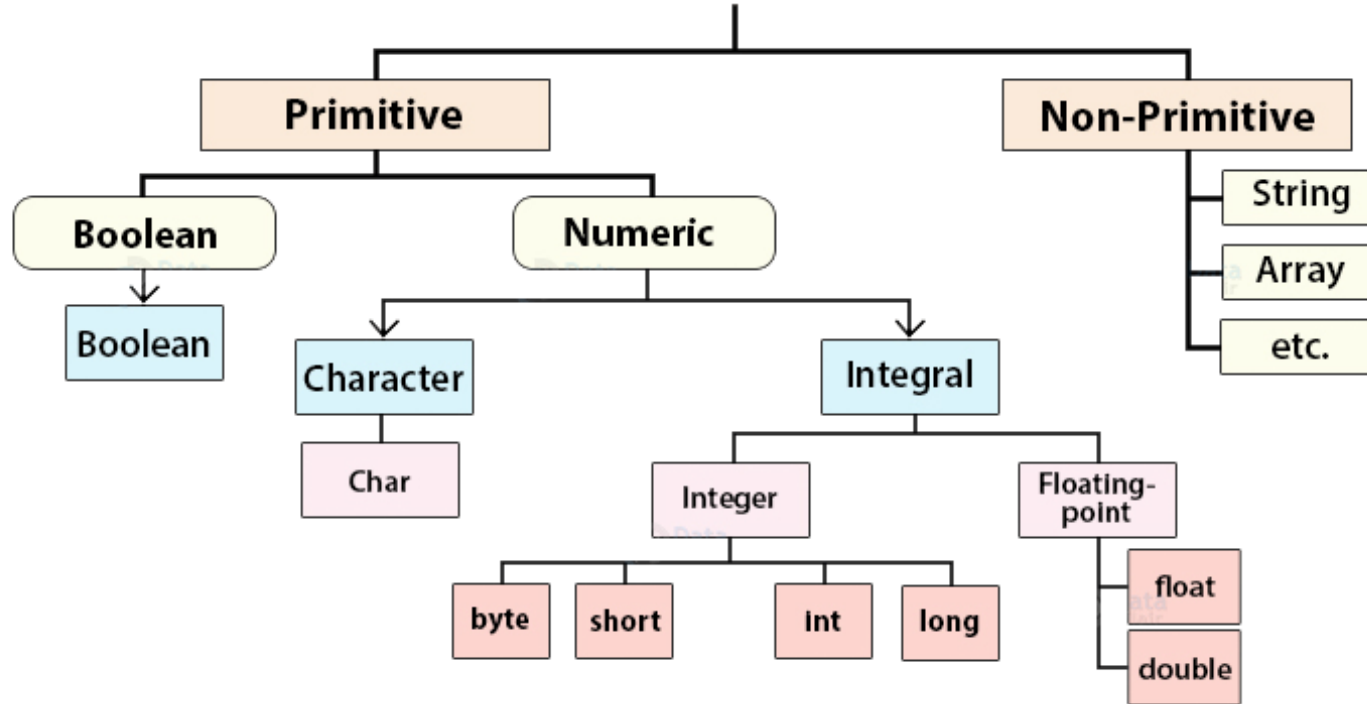 Primitive
Non-Primitive
Boolean
Numeric
String
Array
etc.
Boolean
Character
Integral
Char
Integer
Floating-
point
byte
short
int
long
float
double